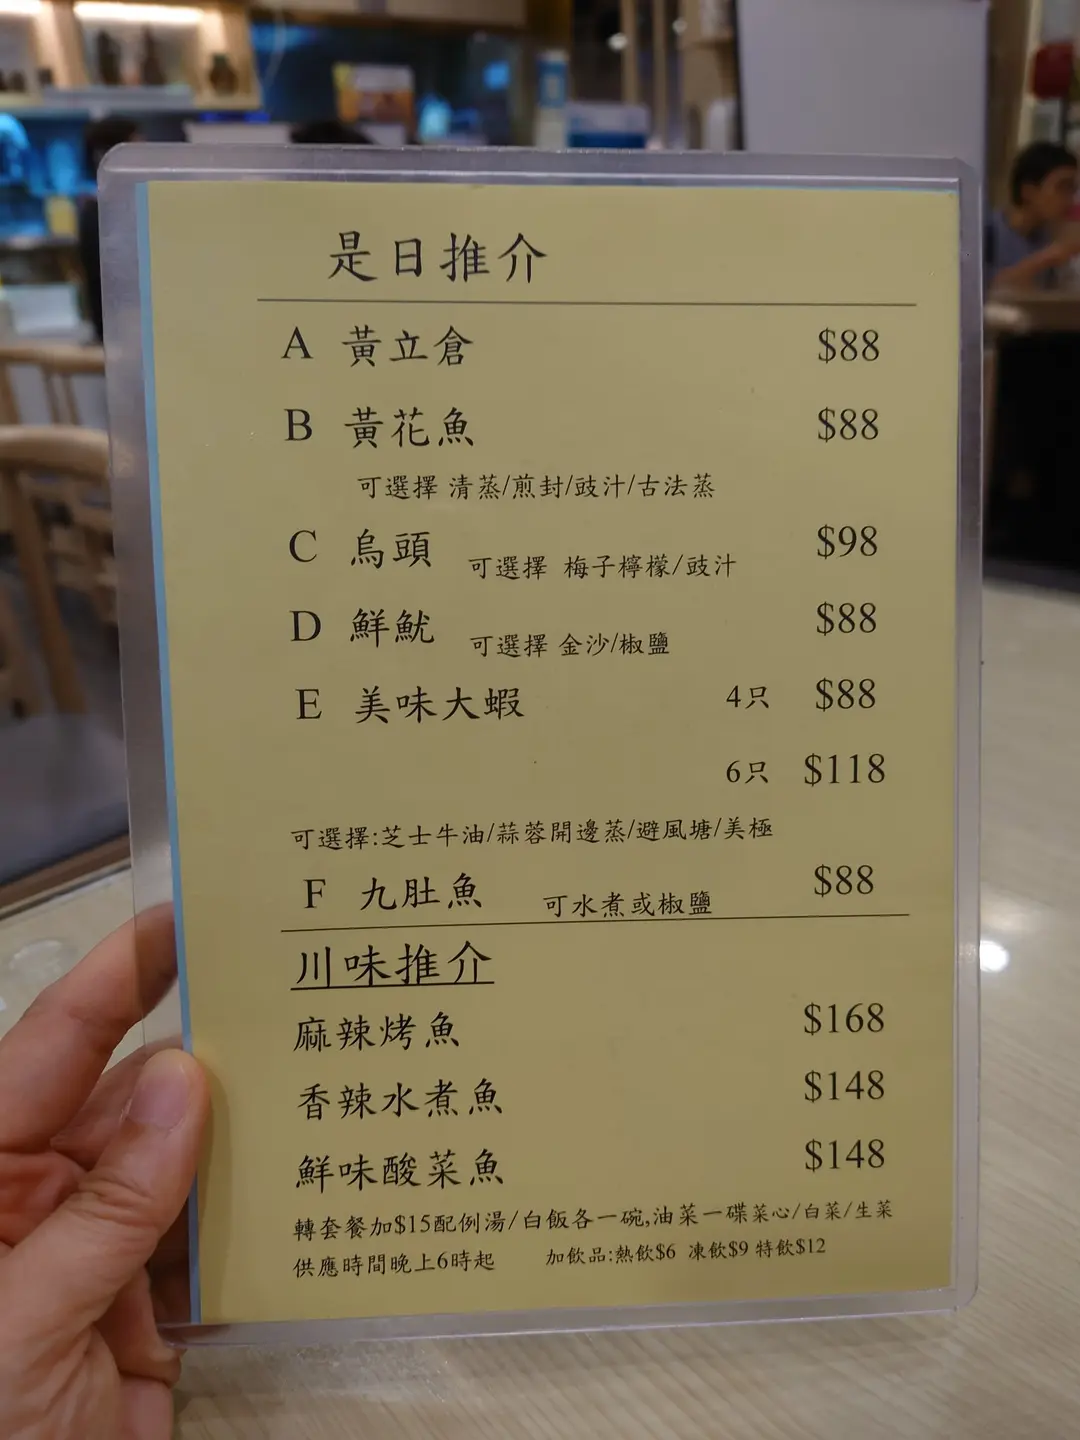 是日推介
A 黃立倉 $88
B 黃花魚 $88
可選擇 清蒸/煎封/豉汁/古法蒸
C 烏頭 可選擇 梅子檸檬/豉汁 $98
D 鮮魷 可選擇 金沙/椒鹽 $88
E 美味大蝦 4只 $88
6只 $118
可選擇:芝士牛油/蒜蓉開邊蒸/避風塘/美極
F 九肚魚 可水煮或椒鹽 $88
川味推介
麻辣烤魚 $168
香辣水煮魚 $148
鮮味酸菜魚 $148
轉套餐加$15配例湯/白飯各一碗,油菜一碟菜心/白菜/生菜
供應時間晚上6時起 加飲品:熱飲$6 凍飲$9 特飲$12